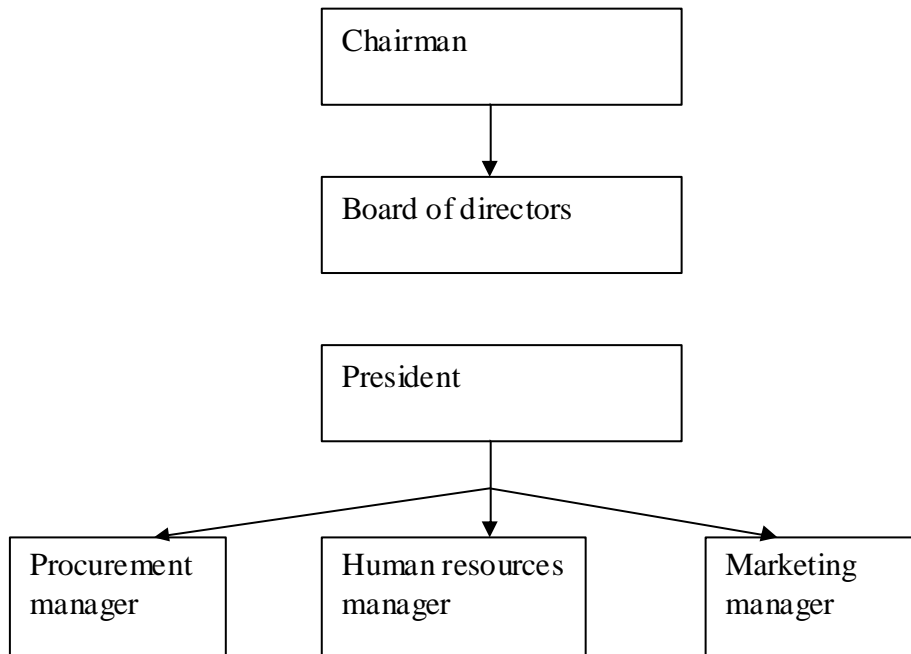 Chairman
Board of directors
President
Procurement
manager
Human resources
manager
Marketing
manager